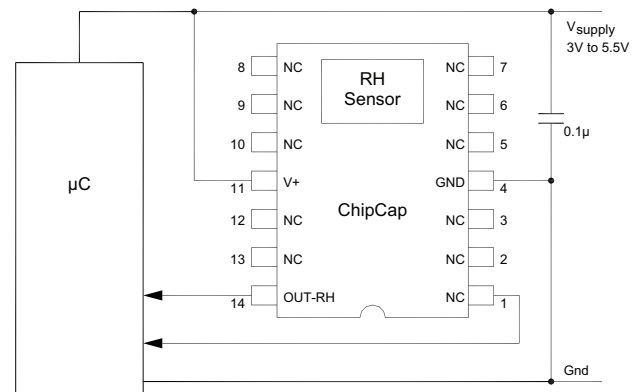 Vsupply
3V to 5.5V
8 NC NC 7
RH
Sensor
9 NC NC 6
10 NC NC 5
0.1µ
µC
11 V+ GND 4
ChipCap
12 NC NC 3
13 NC NC 2
14 OUT-RH NC 1
Gnd